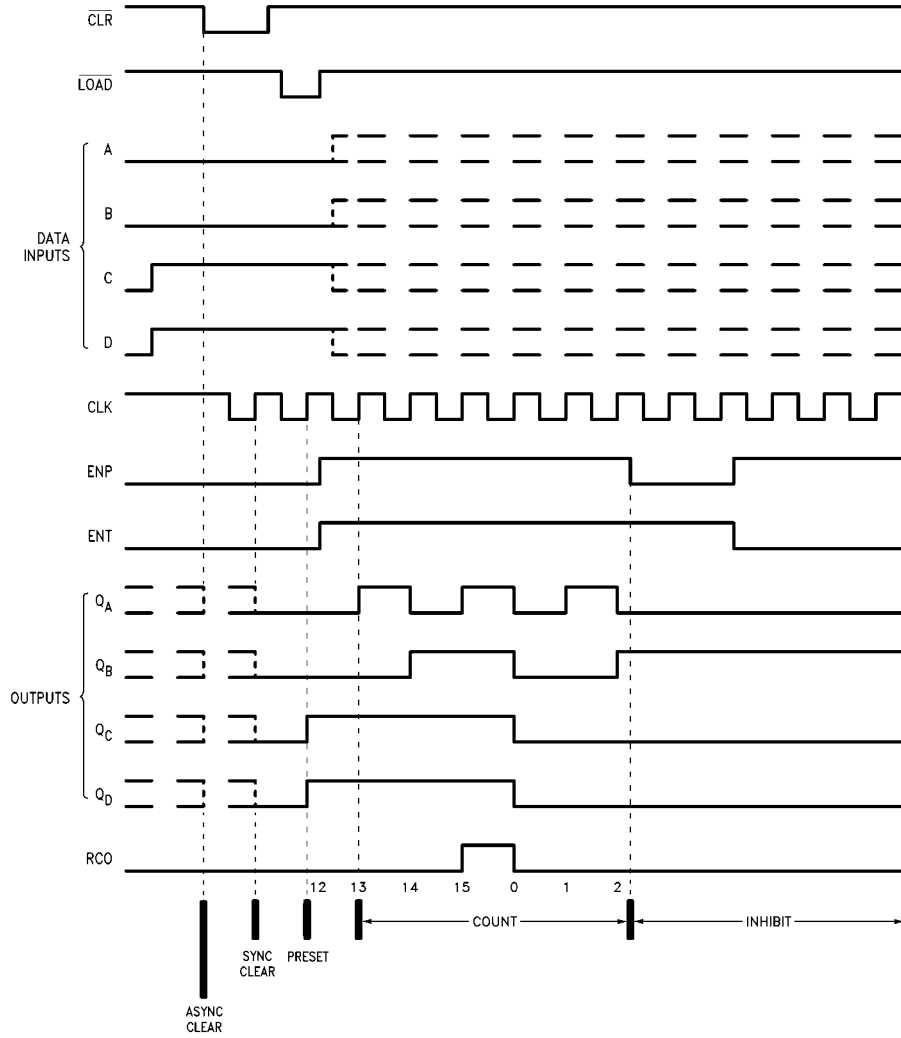 CLR
LOAD
A
B
DATA
INPUTS
C
D
CLK
ENP
ENT
QA
QB
OUTPUTS
QC
QD
RCO
12 13 14 15 0 1 2
COUNT INHIBIT
SYNC
CLEAR
PRESET
ASYNC
CLEAR